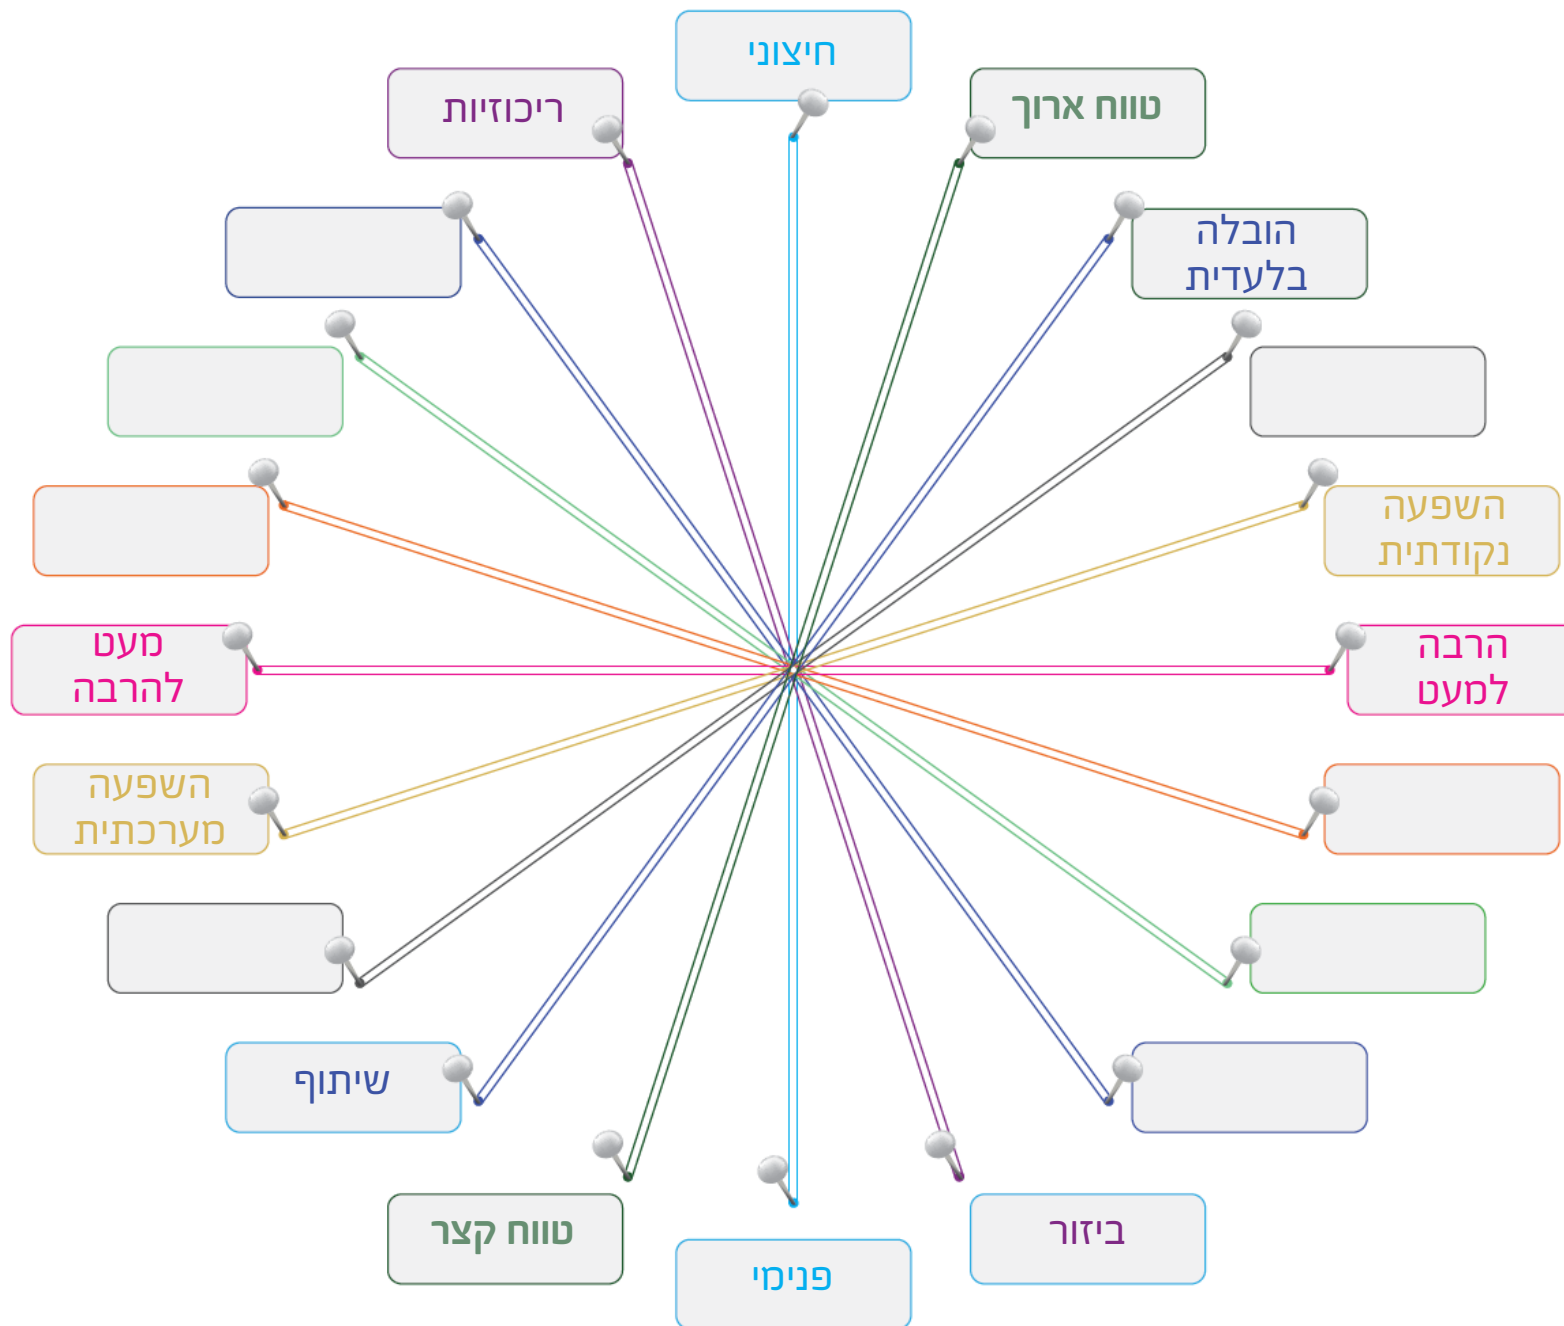 חיצוני
טווח ארוך
ריכוזיות
הובלה
בלעדית
השפעה
נקודתית
הרבה
למעט
מעט
להרבה
השפעה
מערכתית
שיתוף
טווח קצר
ביזור
פנימי